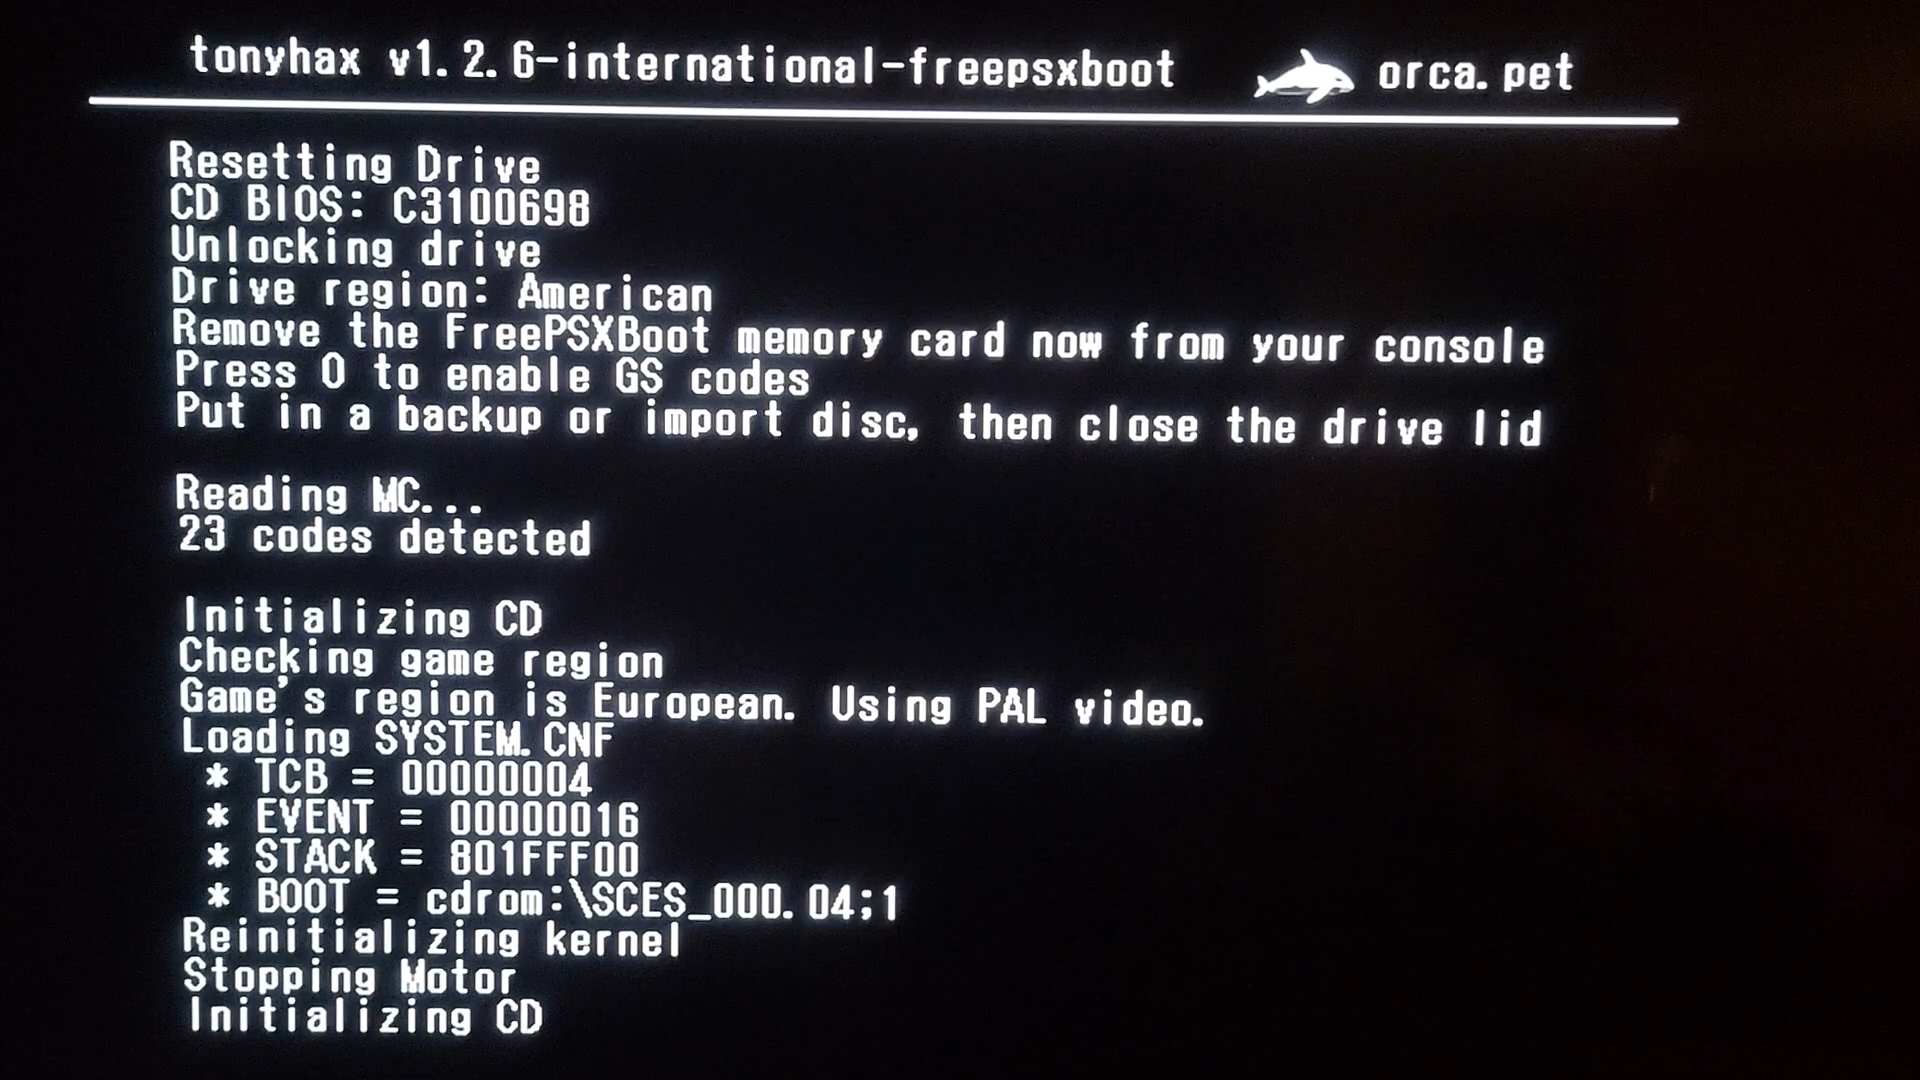 tonyhax v1.2.6-international-freepsxboot orca.pet
Resetting Drive
CD BIOS: C3100698
Unlocking drive
Drive region: American
Remove the FreePSXBoot memory card now from your console
Press O to enable GS codes
Put in a backup or import disc, then close the drive lid
Reading MC...
23 codes detected
Initializing CD
Checking game region
Game's region is European. Using PAL video.
Loading SYSTEM.CNF
* TCB = 00000004
* EVENT = 00000016
* STACK = 801FFF00
* BOOT = cdrom:\SCES_000.04;1
Reinitializing kernel
Stopping Motor
Initializing CD